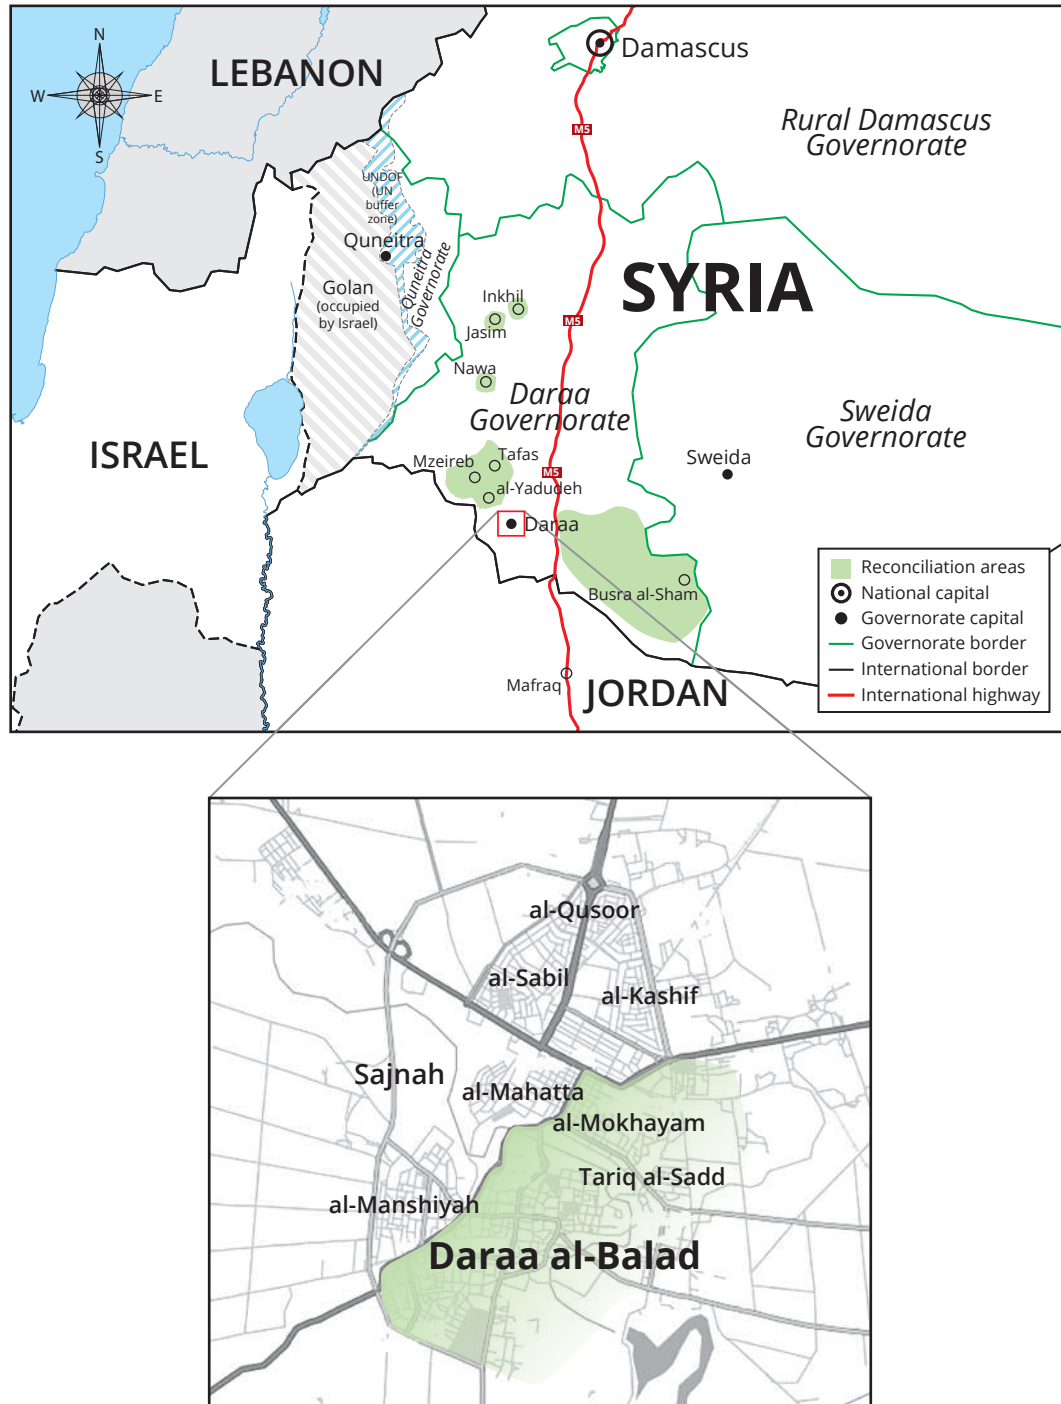 N
W
E
S
LEBANON
Damascus
M5
Rural Damascus
Governorate
UNDOF
(UN
buffer
zone)
Quneitra
Quneitra
Governorate
Golan
(occupied
by Israel)
SYRIA
Inkhil
Jasim
M5
Nawa
Daraa
Governorate
Sweida
Governorate
ISRAEL
Mzeireb
Tafas
al-Yadudeh
M5
Sweida
Daraa
Busra al-Sham
Mafraq
JORDAN
Reconciliation areas
National capital
Governorate capital
Governorate border
International border
International highway
al-Qusoor
al-Sabil
al-Kashif
Sajnah
al-Mahatta
al-Mokhayam
Tariq al-Sadd
al-Manshiyah
Daraa al-Balad